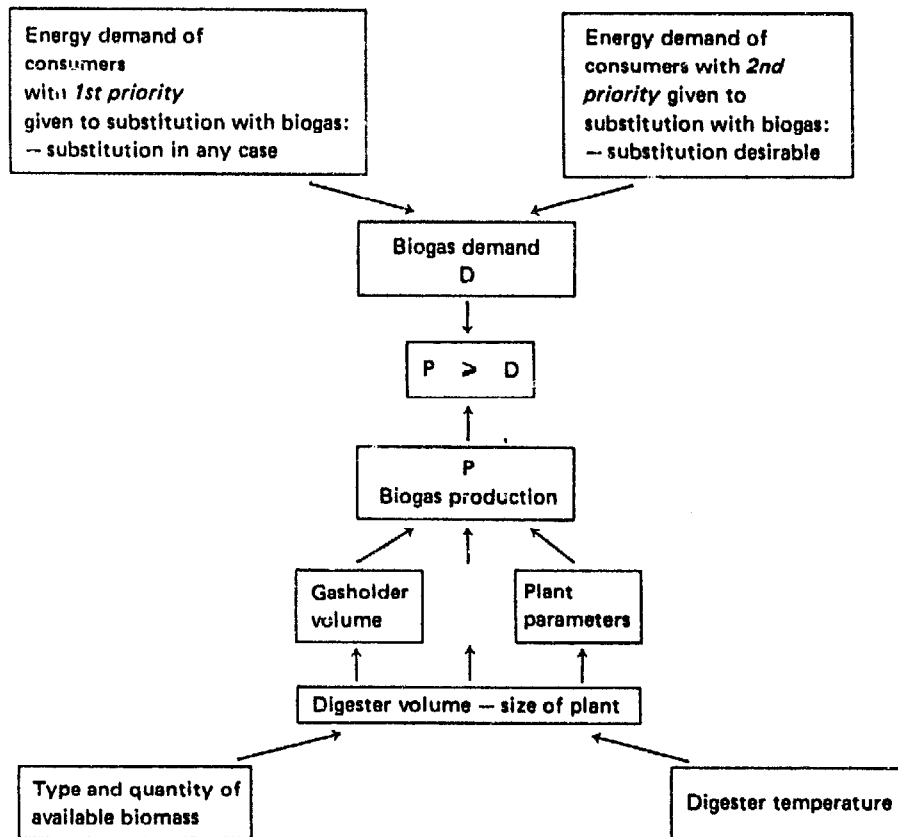 Energy demand of
consumers
with 1st priority
given to substitution with biogas:
– substitution in any case
Energy demand of
consumers with 2nd
priority given to
substitution with biogas:
– substitution desirable
Biogas demand
D
P ⩾ D
P
Biogas production
Gasholder
volume
Plant
parameters
Digester volume – size of plant
Type and quantity of
available biomass
Digester temperature